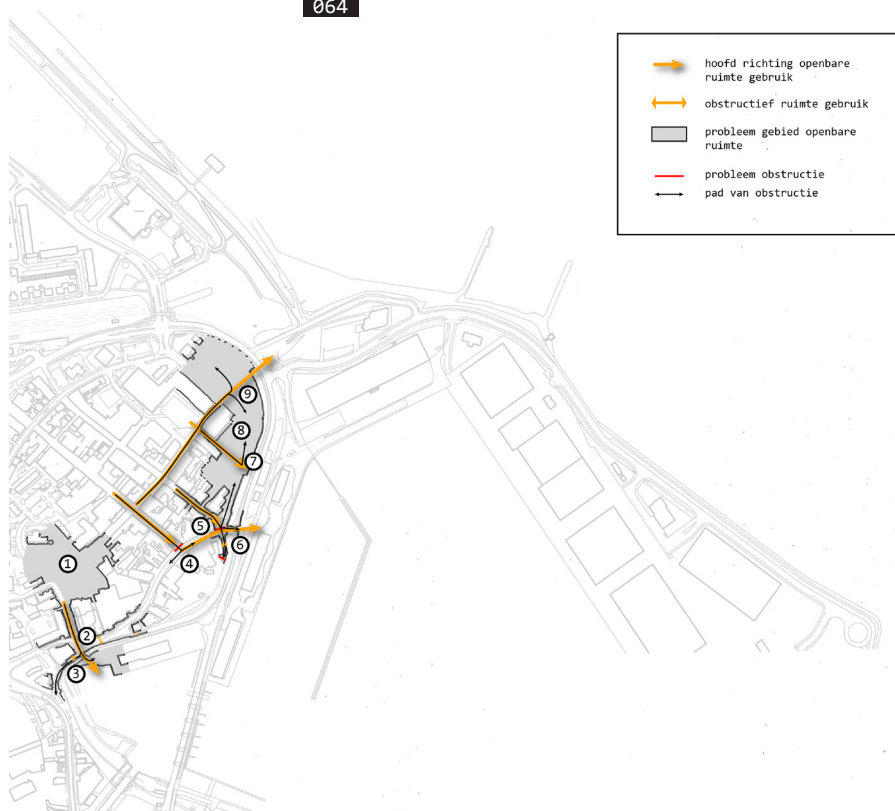 064
hoofd richting openbare
ruimte gebruik
obstructief ruimte gebruik
probleem gebied openbare
ruimte
probleem obstructie
pad van obstructie
9
8
7
5
6
4
1
2
3